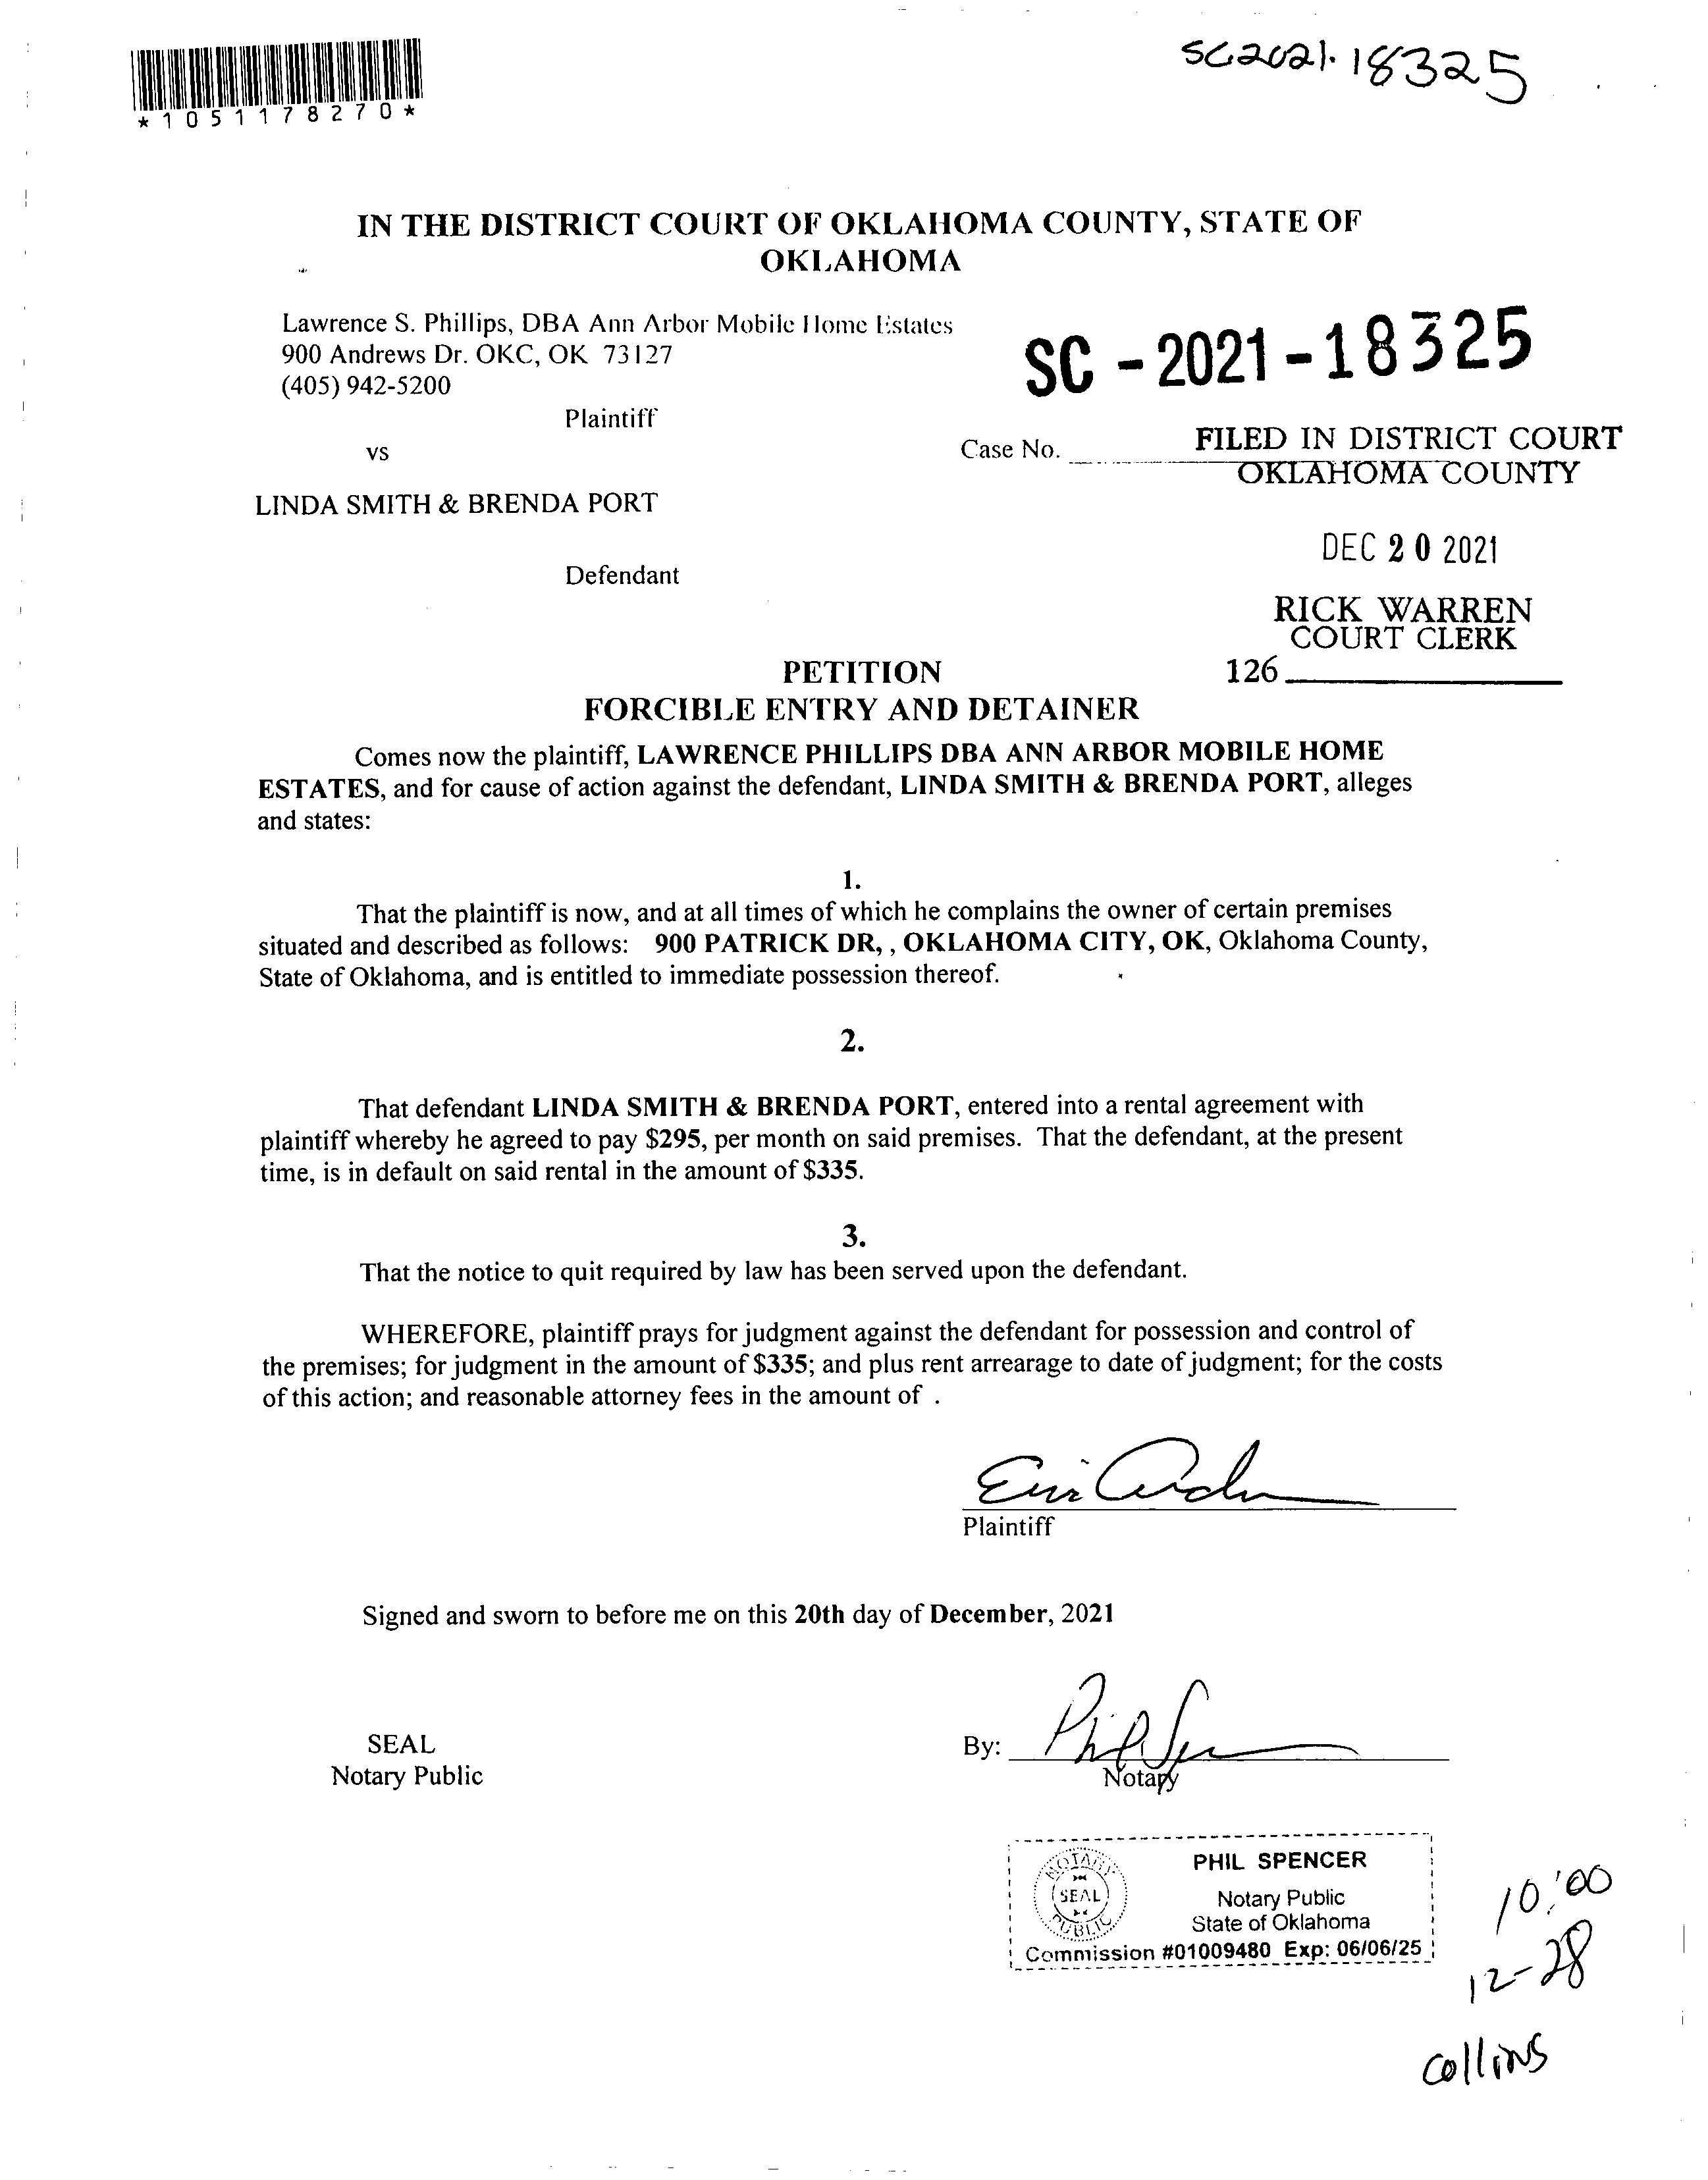 SC2021-18325
*1051178270*
IN THE DISTRICT COURT OF OKLAHOMA COUNTY, STATE OF
OKLAHOMA
Lawrence S. Phillips, DBA Ann Arbor Mobile Home Estates
900 Andrews Dr. OKC, OK 73127
(405) 942-5200
Plaintiff
SC - 2021 - 18325
vs
Case No.
FILED IN DISTRICT COURT
OKLAHOMA COUNTY
LINDA SMITH & BRENDA PORT
DEC 20 2021
Defendant
RICK WARREN
COURT CLERK
126
PETITION
FORCIBLE ENTRY AND DETAINER
Comes now the plaintiff, LAWRENCE PHILLIPS DBA ANN ARBOR MOBILE HOME
ESTATES, and for cause of action against the defendant, LINDA SMITH & BRENDA PORT, alleges
and states:
1.
That the plaintiff is now, and at all times of which he complains the owner of certain premises
situated and described as follows: 900 PATRICK DR, , OKLAHOMA CITY, OK, Oklahoma County,
State of Oklahoma, and is entitled to immediate possession thereof.
2.
That defendant LINDA SMITH & BRENDA PORT, entered into a rental agreement with
plaintiff whereby he agreed to pay $295, per month on said premises. That the defendant, at the present
time, is in default on said rental in the amount of $335.
3.
That the notice to quit required by law has been served upon the defendant.
WHEREFORE, plaintiff prays for judgment against the defendant for possession and control of
the premises; for judgment in the amount of $335; and plus rent arrearage to date of judgment; for the costs
of this action; and reasonable attorney fees in the amount of .
Plaintiff
Signed and sworn to before me on this 20th day of December, 2021
SEAL
Notary Public
By:
Notary
NOTARY
SEAL
PUBLIC
PHIL SPENCER
Notary Public
State of Oklahoma
Commission #01009480 Exp: 06/06/25
10:00
12-28
Collins